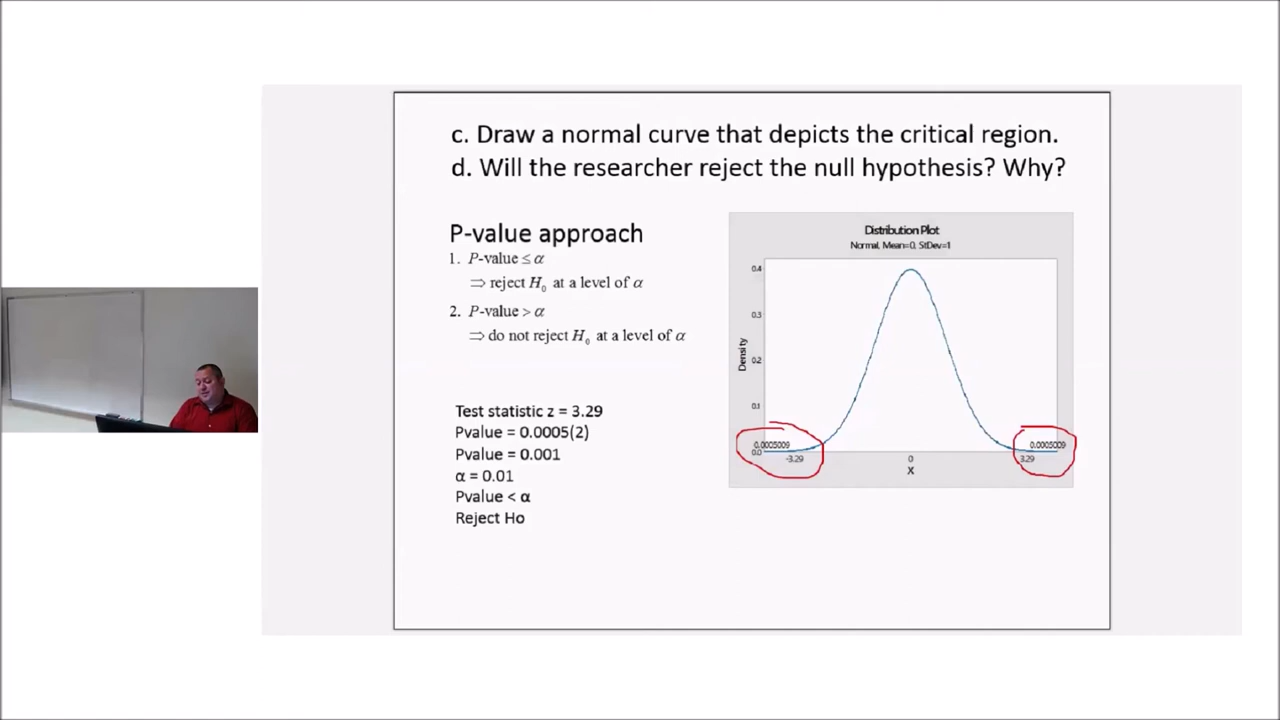 c. Draw a normal curve that depicts the critical region.
d. Will the researcher reject the null hypothesis? Why?
P-value approach
1. P-value ≤ α
⇒ reject H₀ at a level of α
2. P-value > α
⇒ do not reject H₀ at a level of α
Test statistic z = 3.29
Pvalue = 0.0005(2)
Pvalue = 0.001
α = 0.01
Pvalue < α
Reject Ho
Distribution Plot
Normal, Mean=0, StDev=1
0.4
0.3
0.2
0.1
0.0
Density
0.0005009
0.0005009
-3.29
0
3.29
X